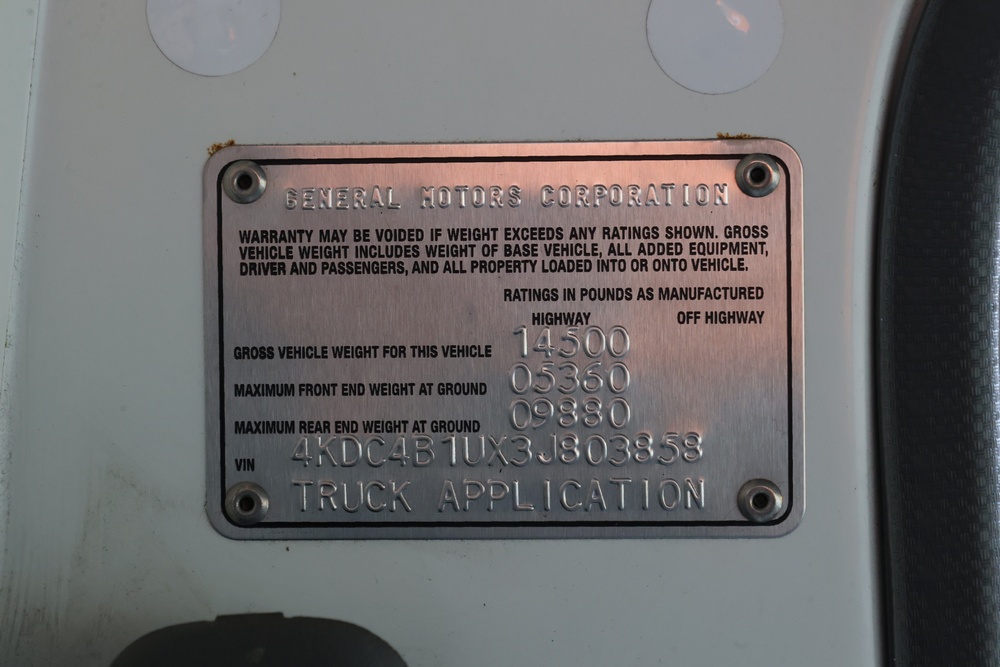 GENERAL MOTORS CORPORATION
WARRANTY MAY BE VOIDED IF WEIGHT EXCEEDS ANY RATINGS SHOWN. GROSS
VEHICLE WEIGHT INCLUDES WEIGHT OF BASE VEHICLE, ALL ADDED EQUIPMENT,
DRIVER AND PASSENGERS, AND ALL PROPERTY LOADED INTO OR ONTO VEHICLE.
RATINGS IN POUNDS AS MANUFACTURED
HIGHWAY OFF HIGHWAY
GROSS VEHICLE WEIGHT FOR THIS VEHICLE 14500
MAXIMUM FRONT END WEIGHT AT GROUND 05360
MAXIMUM REAR END WEIGHT AT GROUND 09880
VIN 4KDC4B1UX3J803858
TRUCK APPLICATION